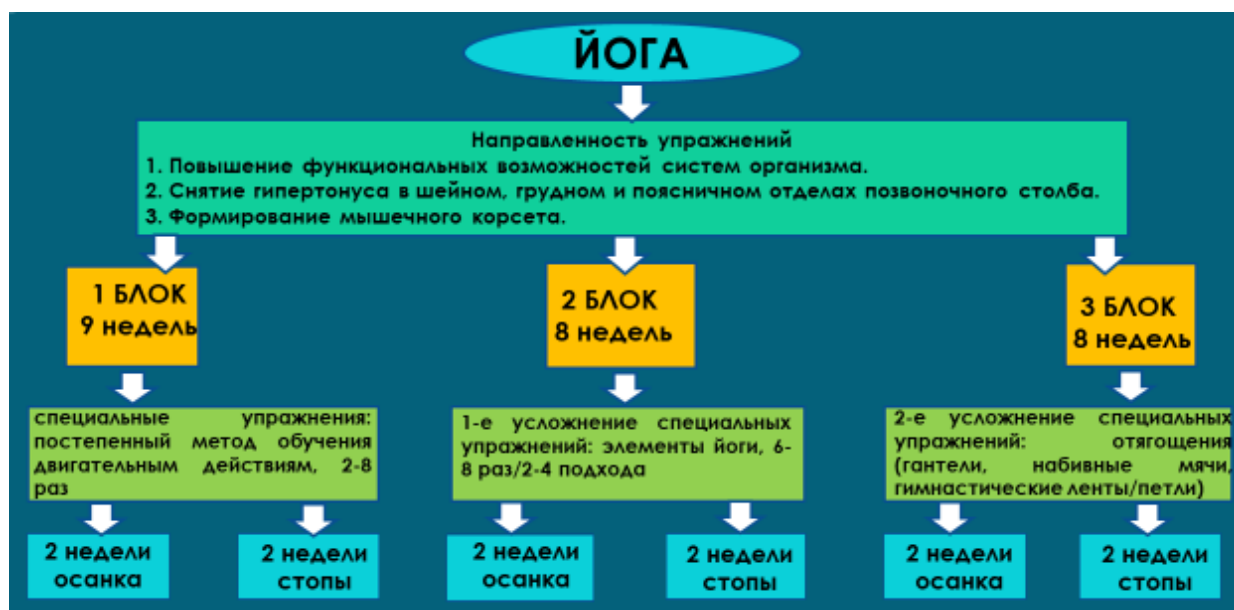 ЙОГА
Направленность упражнений
1. Повышение функциональных возможностей систем организма.
2. Снятие гипертонуса в шейном, грудном и поясничном отделах позвоночного столба.
3. Формирование мышечного корсета.
1 БЛОК
9 недель
2 БЛОК
8 недель
3 БЛОК
8 недель
специальные упражнения:
постепенный метод обучения
двигательным действиям, 2-8
раз
1-е усложнение специальных
упражнений: элементы йоги, 6-
8 раз/2-4 подхода
2-е усложнение специальных
упражнений: отягощения
(гантели, набивные мячи,
гимнастические ленты/петли)
2 недели
осанка
2 недели
стопы
2 недели
осанка
2 недели
стопы
2 недели
осанка
2 недели
стопы